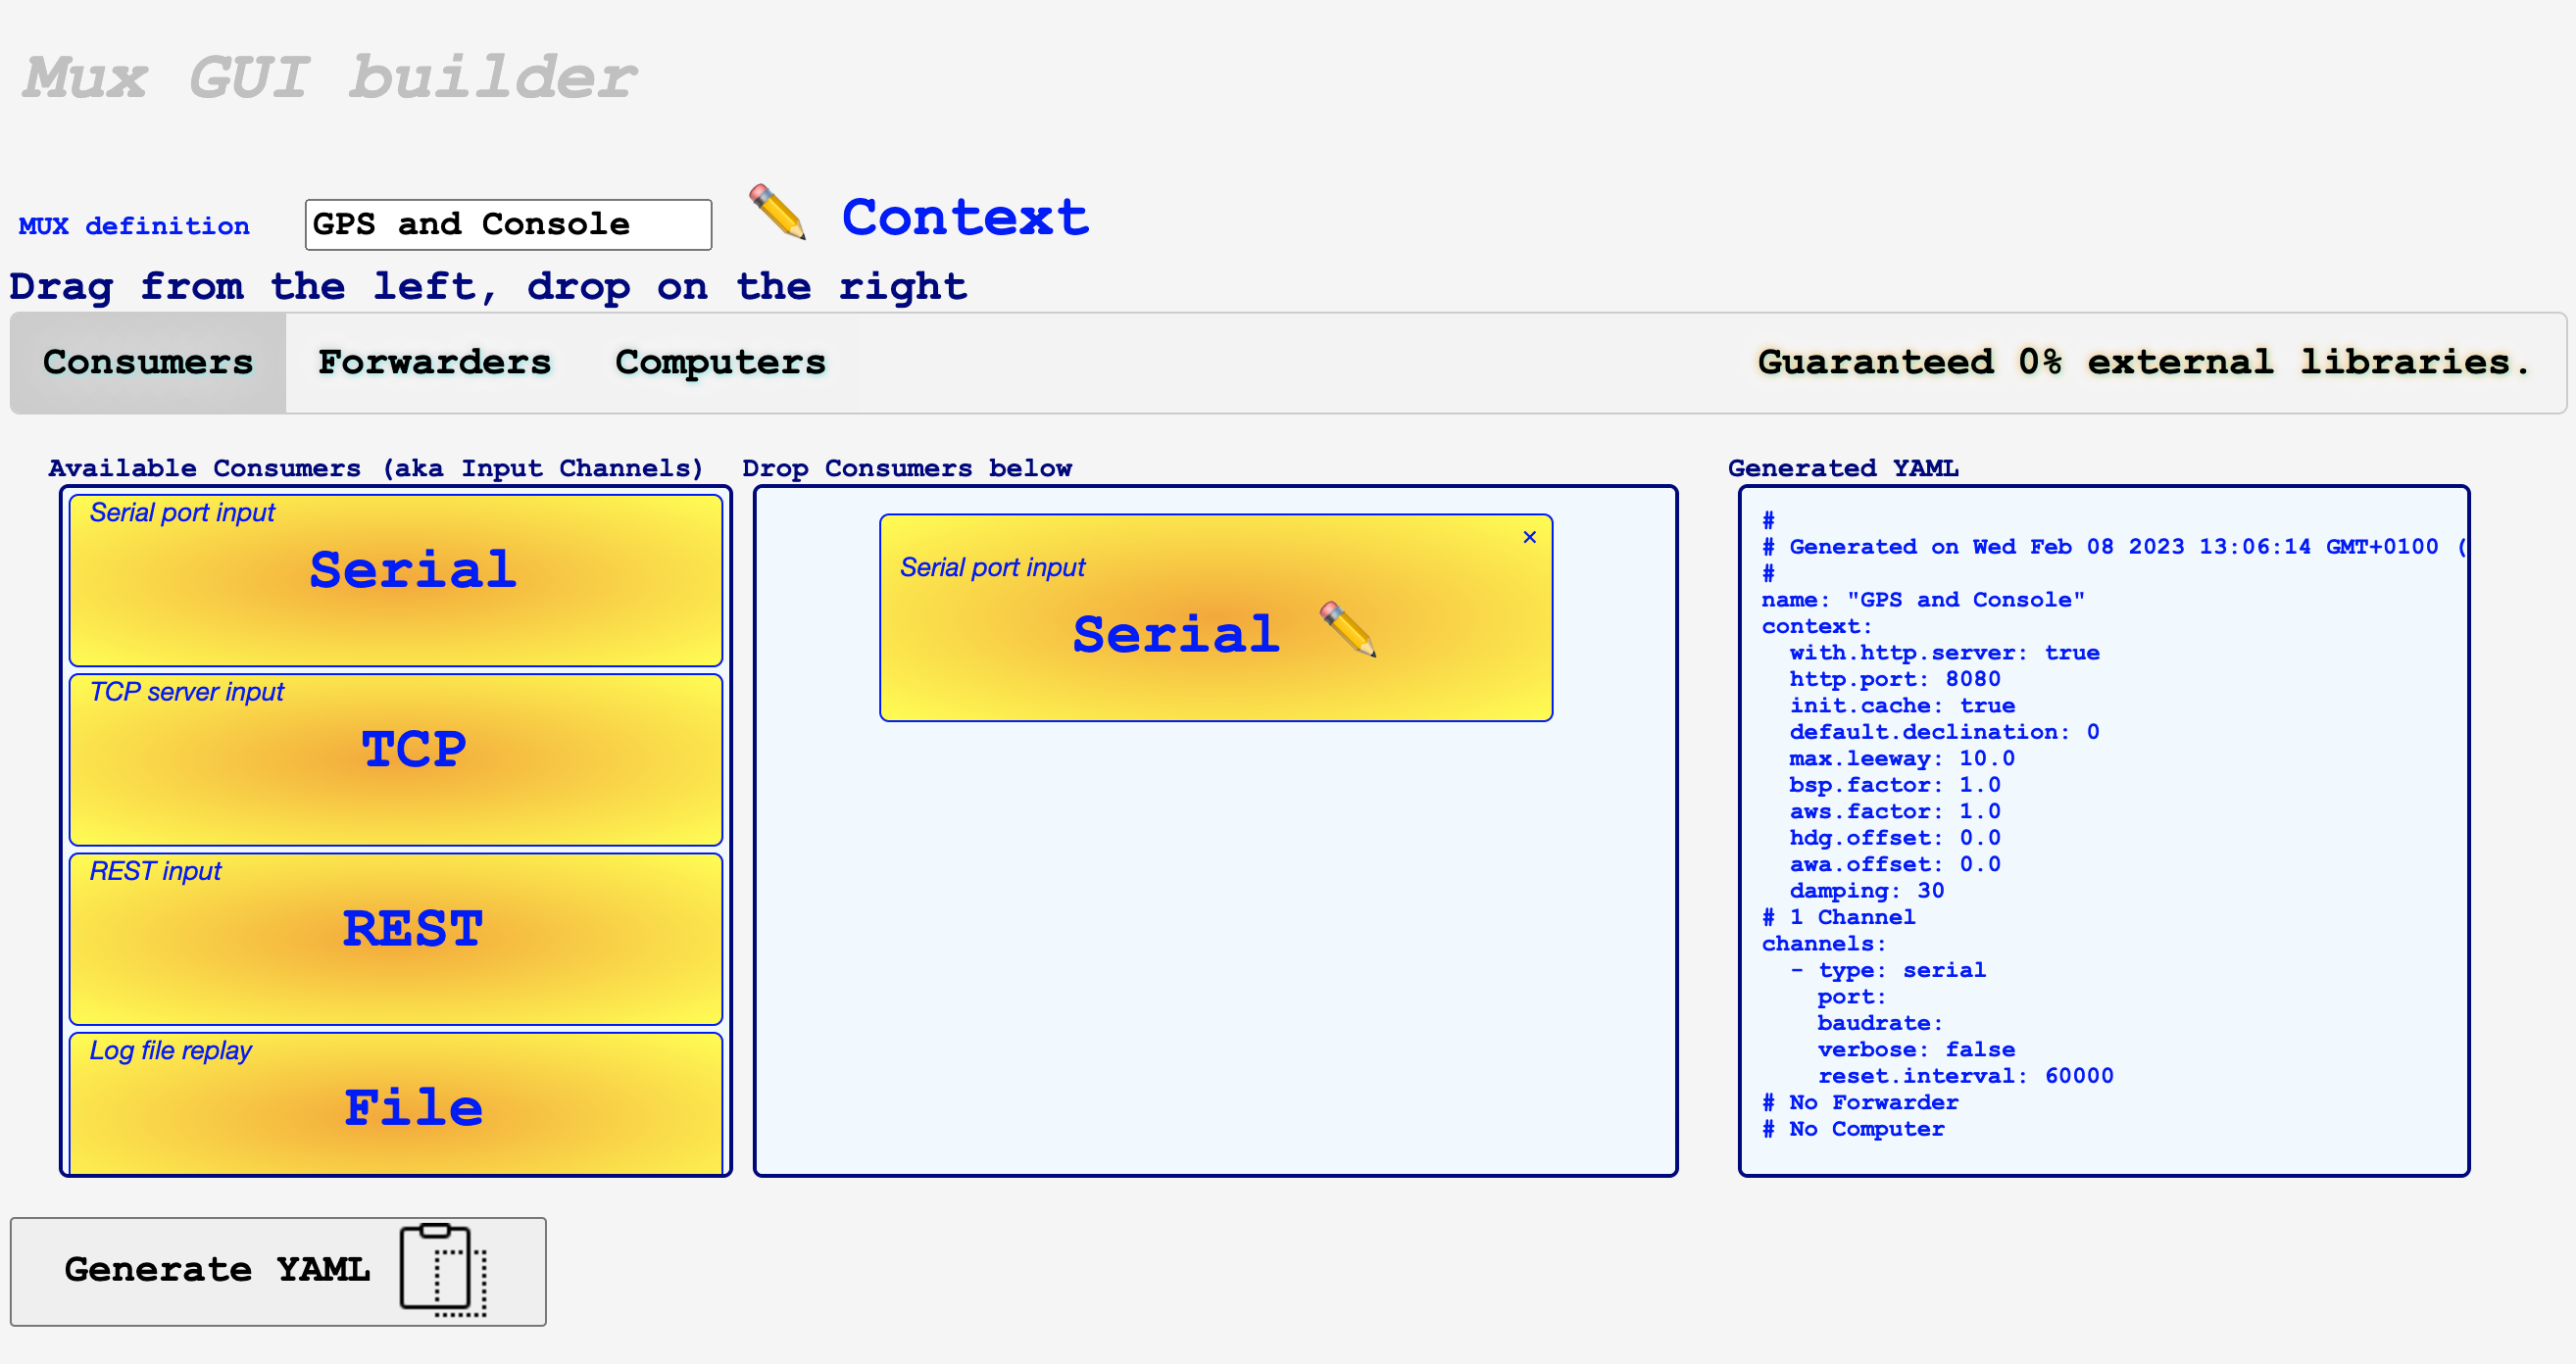 Mux GUI builder
MUX definition GPS and Console Context
Drag from the left, drop on the right
Consumers Forwarders Computers Guaranteed 0% external libraries.
Available Consumers (aka Input Channels)
Serial port input
Serial
TCP server input
TCP
REST input
REST
Log file replay
File
Drop Consumers below
×
Serial port input
Serial
Generated YAML
#
# Generated on Wed Feb 08 2023 13:06:14 GMT+0100 (
#
name: "GPS and Console"
context:
  with.http.server: true
  http.port: 8080
  init.cache: true
  default.declination: 0
  max.leeway: 10.0
  bsp.factor: 1.0
  aws.factor: 1.0
  hdg.offset: 0.0
  awa.offset: 0.0
  damping: 30
# 1 Channel
channels:
  - type: serial
    port:
    baudrate:
    verbose: false
    reset.interval: 60000
# No Forwarder
# No Computer
Generate YAML